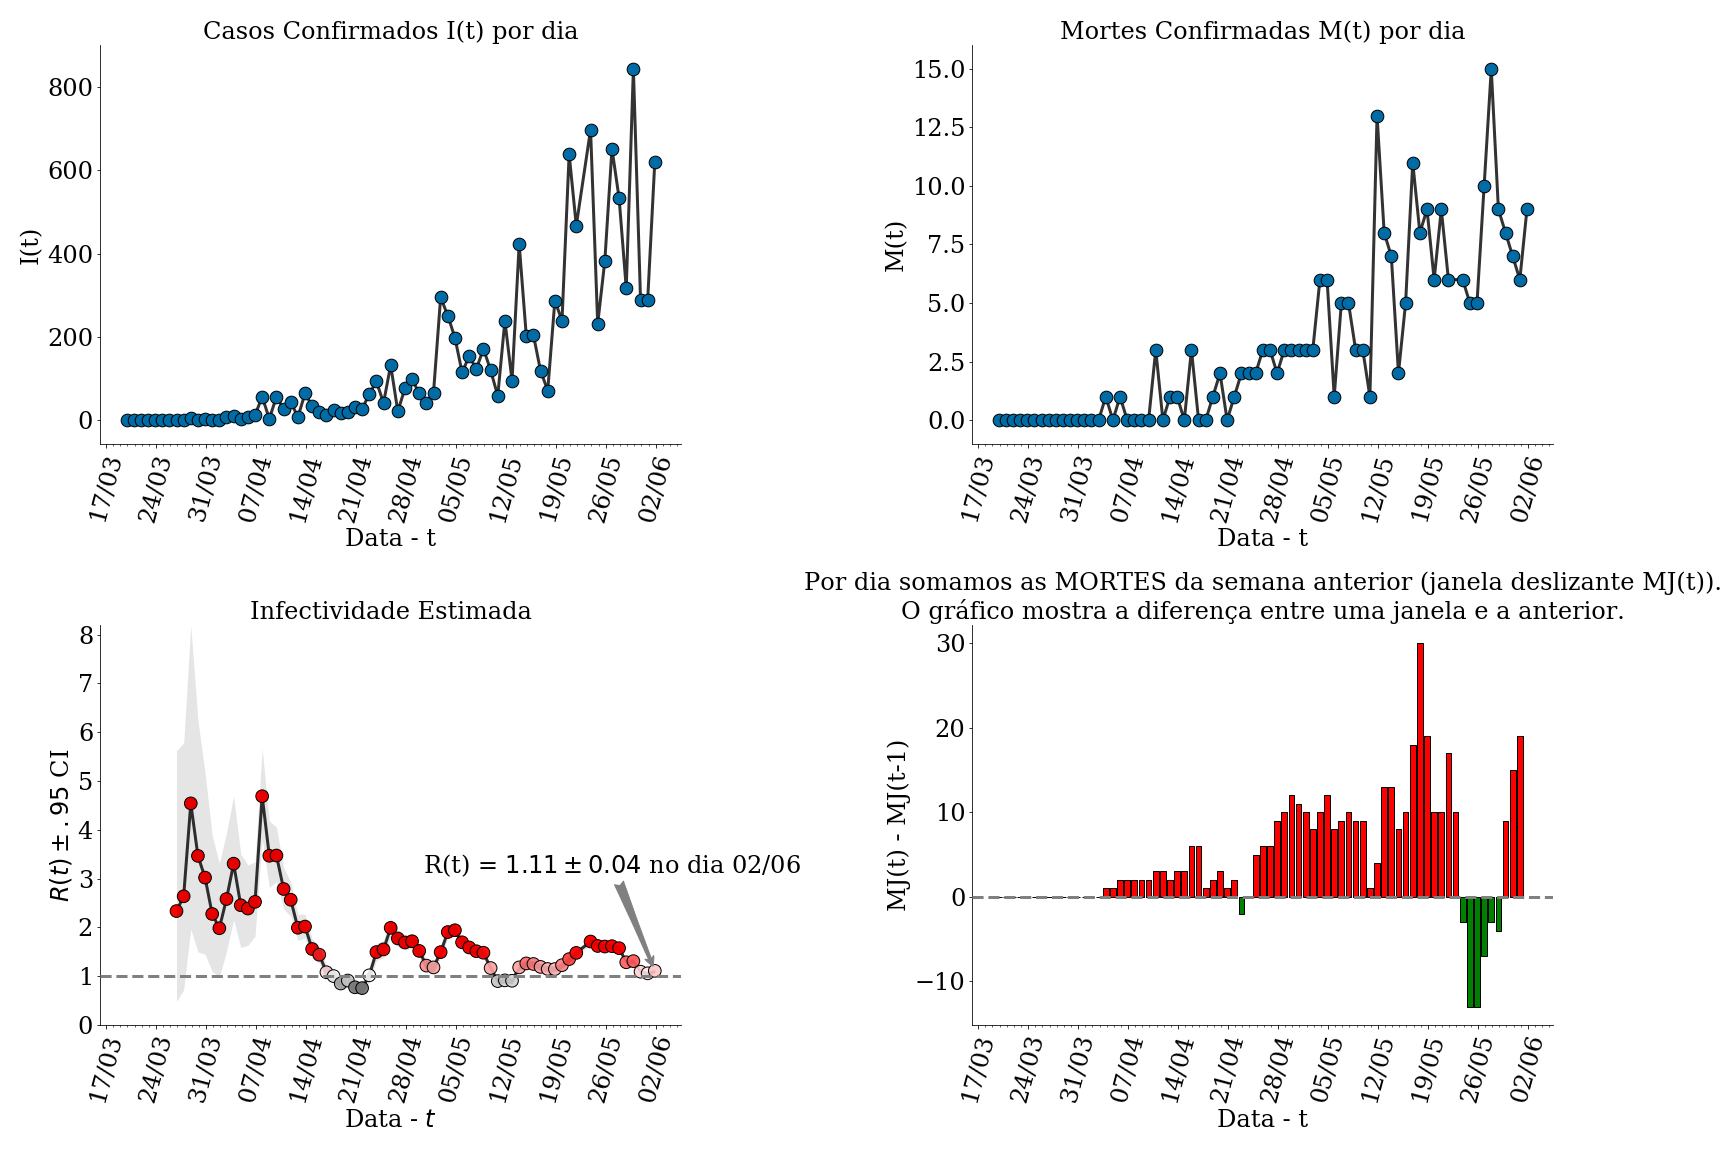 Casos Confirmados I(t) por dia
800
600
400
200
0
I(t)
17/03 24/03 31/03 07/04 14/04 21/04 28/04 05/05 12/05 19/05 26/05 02/06
Data - t
Mortes Confirmadas M(t) por dia
15.0
12.5
10.0
7.5
5.0
2.5
0.0
M(t)
17/03 24/03 31/03 07/04 14/04 21/04 28/04 05/05 12/05 19/05 26/05 02/06
Data - t
Infectividade Estimada
8
7
6
5
4
3
2
1
0
R(t) ± .95 CI
R(t) = 1.11 ± 0.04 no dia 02/06
17/03 24/03 31/03 07/04 14/04 21/04 28/04 05/05 12/05 19/05 26/05 02/06
Data - t
Por dia somamos as MORTES da semana anterior (janela deslizante MJ(t)).
O gráfico mostra a diferença entre uma janela e a anterior.
30
20
10
0
−10
MJ(t) - MJ(t-1)
17/03 24/03 31/03 07/04 14/04 21/04 28/04 05/05 12/05 19/05 26/05 02/06
Data - t